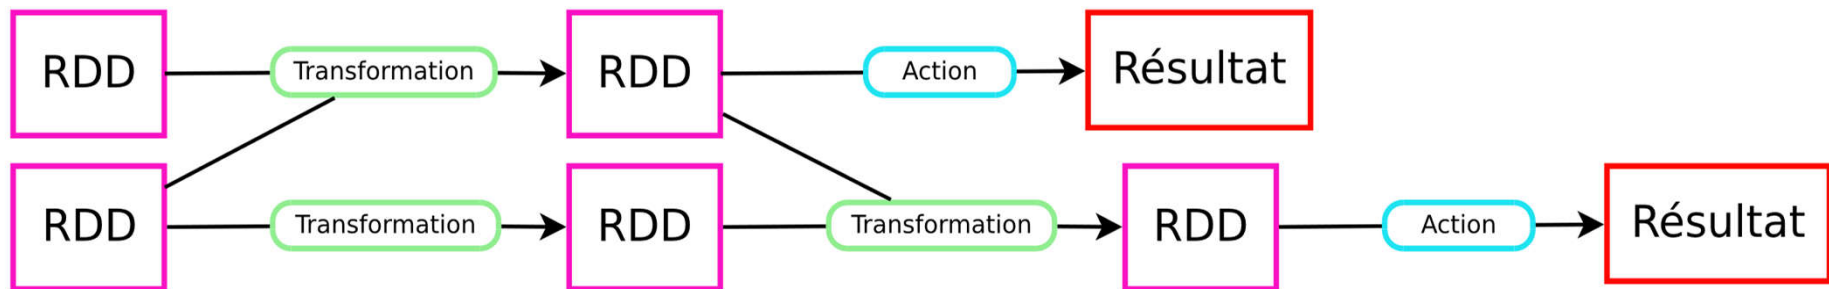 RDD Transformation RDD Action Résultat
RDD Transformation RDD Transformation RDD Action Résultat